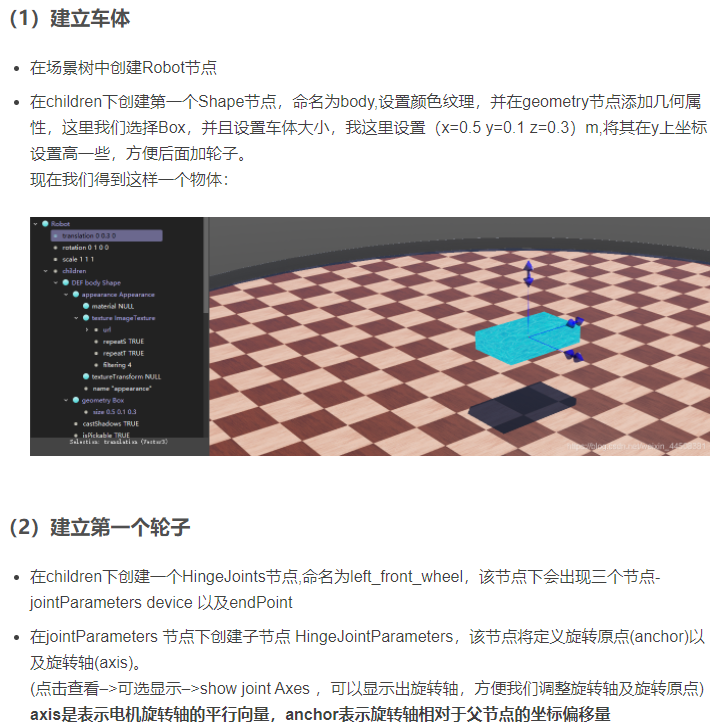 （1）建立车体
在场景树中创建Robot节点
在children下创建第一个Shape节点，命名为body,设置颜色纹理，并在geometry节点添加几何属
性，这里我们选择Box，并且设置车体大小，我这里设置（x=0.5 y=0.1 z=0.3）m,将其在y上坐标
设置高一些，方便后面加轮子。
现在我们得到这样一个物体：
Robot
translation 0 0.3 0
rotation 0 1 0 0
scale 1 1 1
children
DEF body Shape
appearance Appearance
material NULL
texture ImageTexture
url
repeatS TRUE
repeatT TRUE
filtering 4
textureTransform NULL
name "appearance"
geometry Box
size 0.5 0.1 0.3
castShadows TRUE
isPickable TRUE
Selection: translation (Vector3)
（2）建立第一个轮子
在children下创建一个HingeJoints节点,命名为left_front_wheel，该节点下会出现三个节点-
jointParameters device 以及endPoint
在jointParameters 节点下创建子节点 HingeJointParameters，该节点将定义旋转原点(anchor)以
及旋转轴(axis)。
(点击查看–>可选显示–>show joint Axes ，可以显示出旋转轴，方便我们调整旋转轴及旋转原点)
axis是表示电机旋转轴的平行向量，anchor表示旋转轴相对于父节点的坐标偏移量